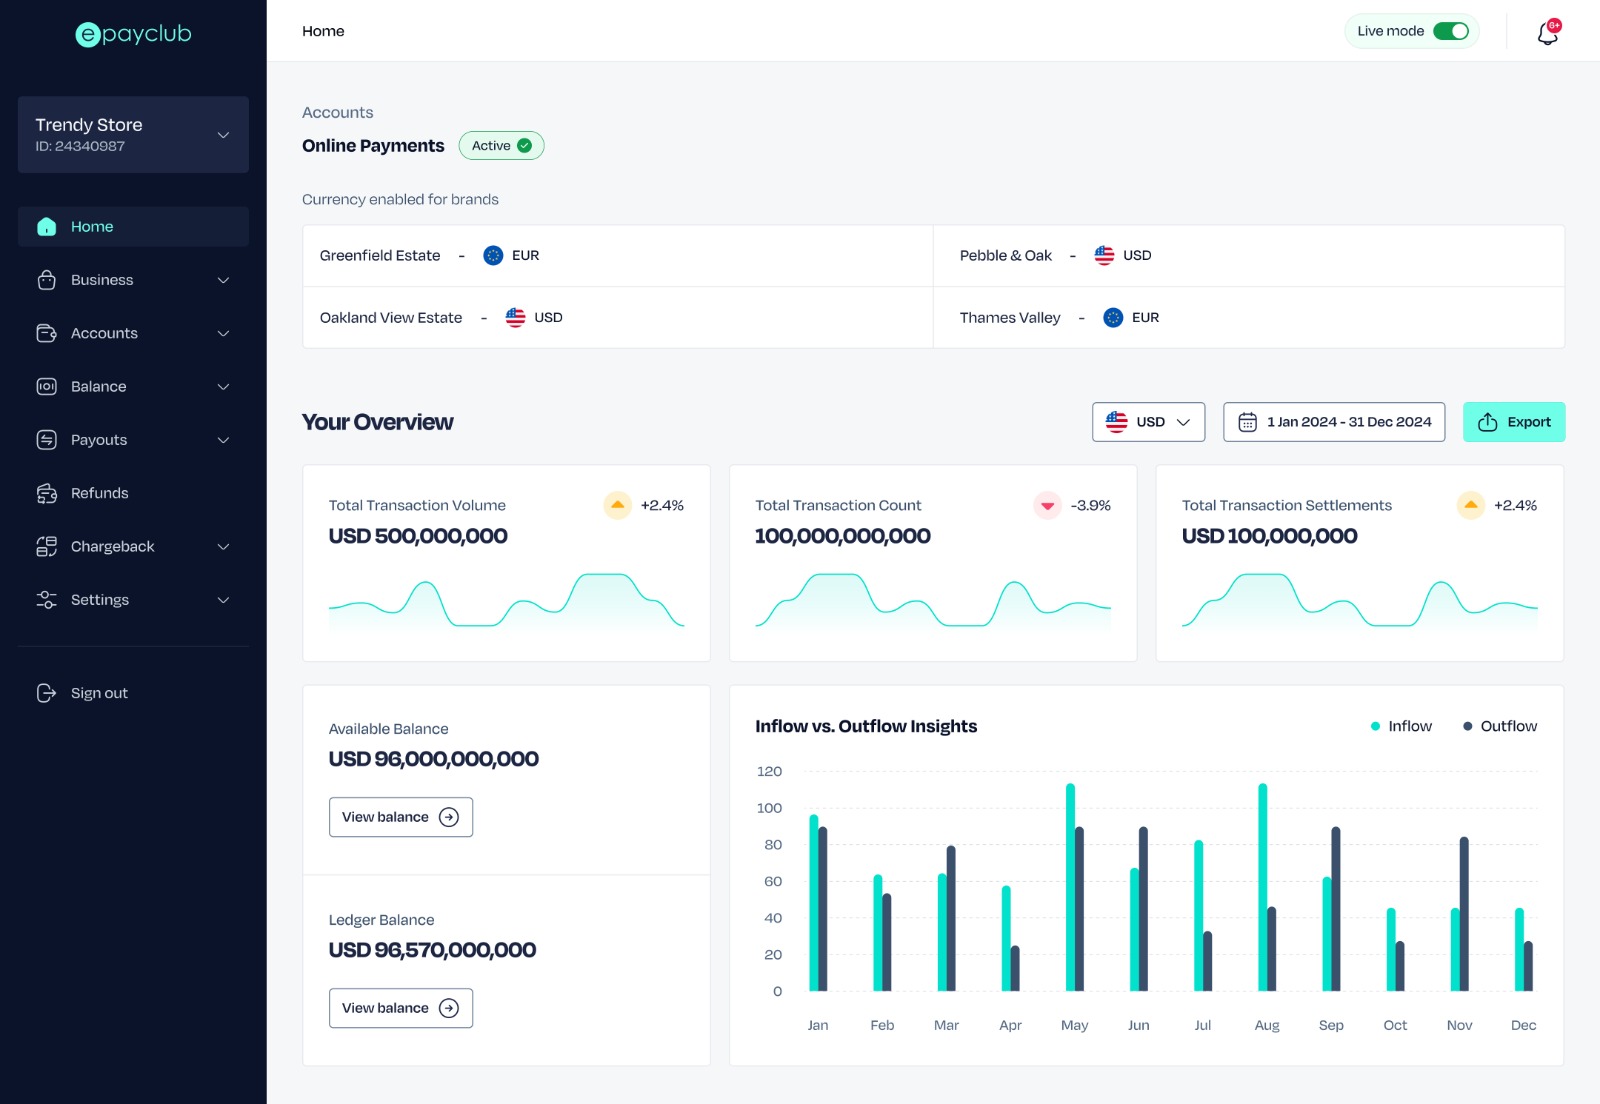 epayclub
Home
Live mode
6+
Trendy Store
ID: 24340987
Home
Business
Accounts
Balance
Payouts
Refunds
Chargeback
Settings
Sign out
Accounts
Online Payments Active
Currency enabled for brands
Greenfield Estate - EUR
Pebble & Oak - USD
Oakland View Estate - USD
Thames Valley - EUR
Your Overview
USD
1 Jan 2024 - 31 Dec 2024
Export
Total Transaction Volume +2.4%
USD 500,000,000
Total Transaction Count -3.9%
100,000,000,000
Total Transaction Settlements +2.4%
USD 100,000,000
Available Balance
USD 96,000,000,000
View balance
Ledger Balance
USD 96,570,000,000
View balance
Inflow vs. Outflow Insights
Inflow Outflow
120
100
80
60
40
20
0
Jan Feb Mar Apr May Jun Jul Aug Sep Oct Nov Dec